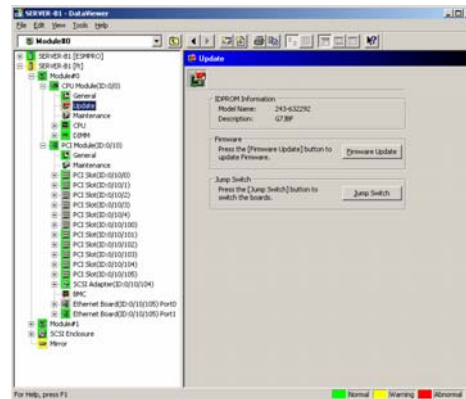 SERVER-B1 - DataViewer
File Edit View Tools Help
Module#0
SERVER-B1 [ESMPRO]
SERVER-B1 [ft]
Module#0
CPU Module(ID:0/0)
General
Update
Maintenance
CPU
DIMM
PCI Module(ID:0/10)
General
Maintenance
PCI Slot(ID:0/10/0)
PCI Slot(ID:0/10/1)
PCI Slot(ID:0/10/2)
PCI Slot(ID:0/10/3)
PCI Slot(ID:0/10/4)
PCI Slot(ID:0/10/100)
PCI Slot(ID:0/10/101)
PCI Slot(ID:0/10/102)
PCI Slot(ID:0/10/103)
PCI Slot(ID:0/10/104)
PCI Slot(ID:0/10/105)
SCSI Adapter(ID:0/10/104)
BMC
Ethernet Board(ID:0/10/105) Port0
Ethernet Board(ID:0/10/105) Port1
Module#1
SCSI Enclosure
Mirror
Update
IDPROM Information
Model Name: 243-632292
Description: G7JBF
Firmware
Press the [Firmware Update] button to
update Firmware.
Firmware Update
Jump Switch
Press the [Jump Switch] button to
switch the boards.
Jump Switch
For Help, press F1
Normal Warning Abnormal